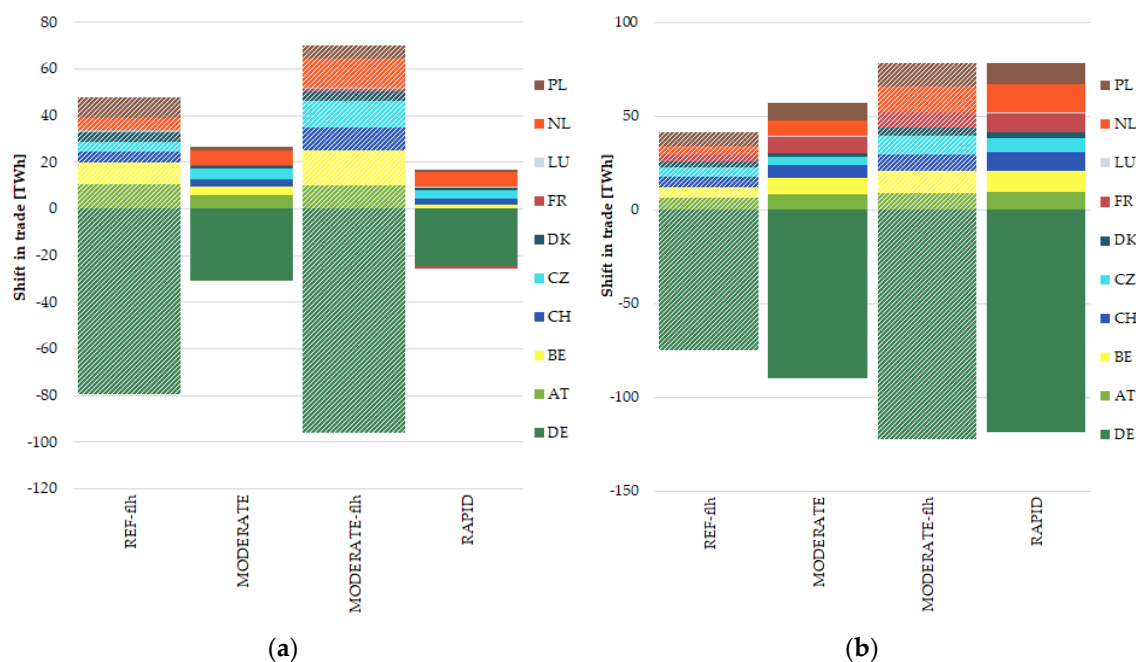 80
60
40
20
0
-20
-40
-60
-80
-100
-120
Shift in trade [TWh]
REF-flh
MODERATE
MODERATE-flh
RAPID
PL
NL
LU
FR
DK
CZ
CH
BE
AT
DE
(a)
100
50
0
-50
-100
-150
Shift in trade [TWh]
REF-flh
MODERATE
MODERATE-flh
RAPID
PL
NL
LU
FR
DK
CZ
CH
BE
AT
DE
(b)